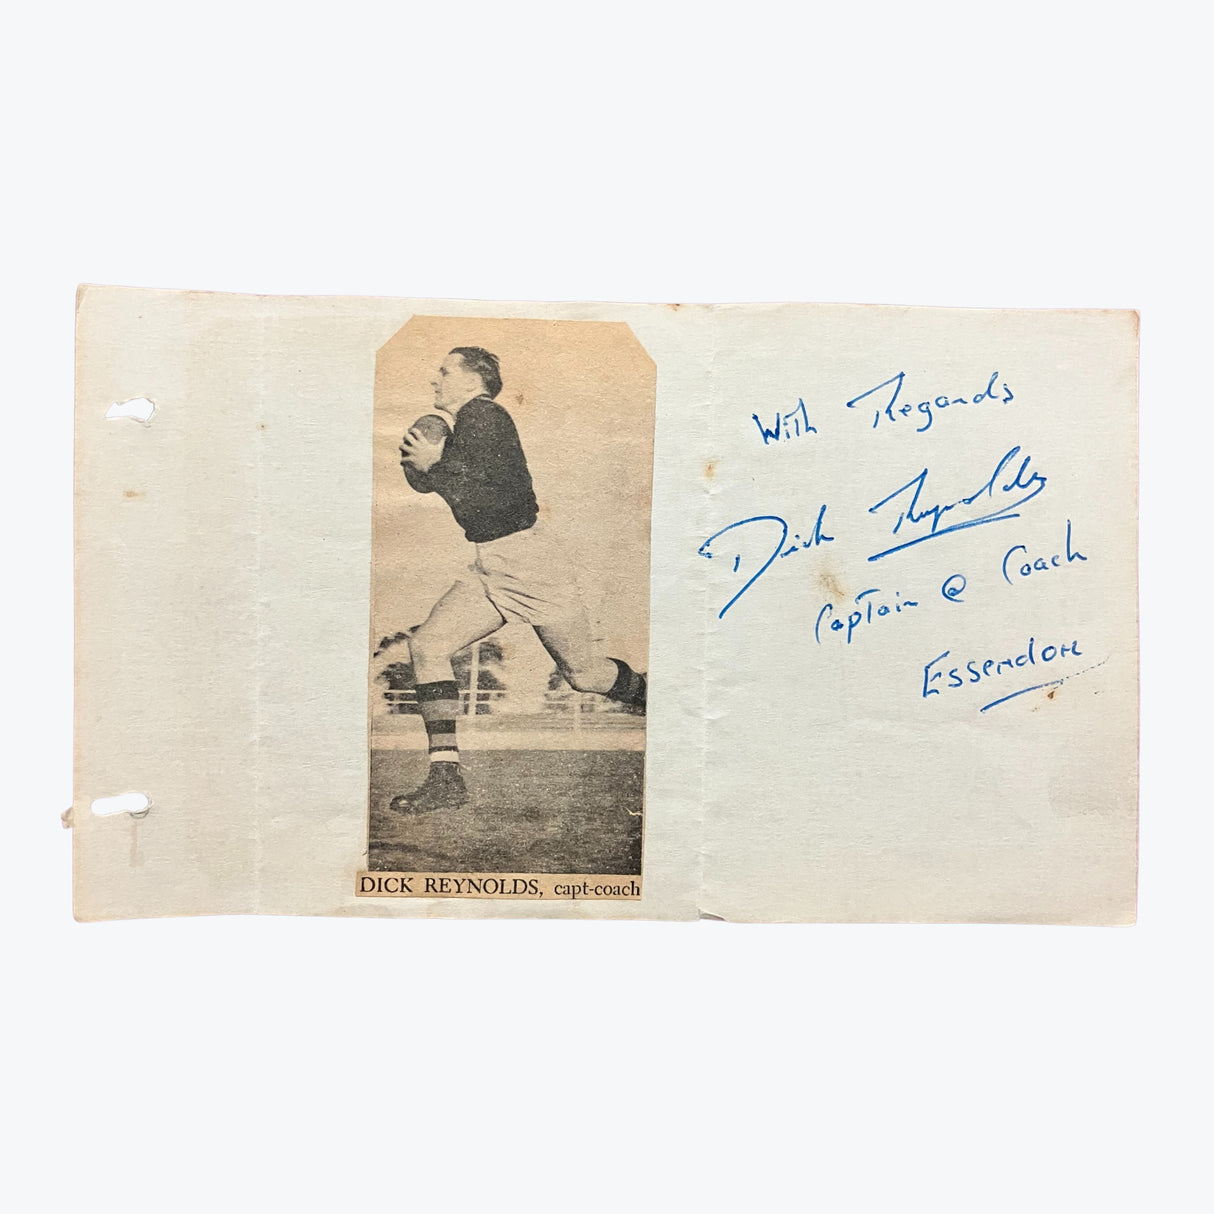 DICK REYNOLDS, capt-coach
With Regards
Dick Reynolds
Captain @ Coach
Essendon